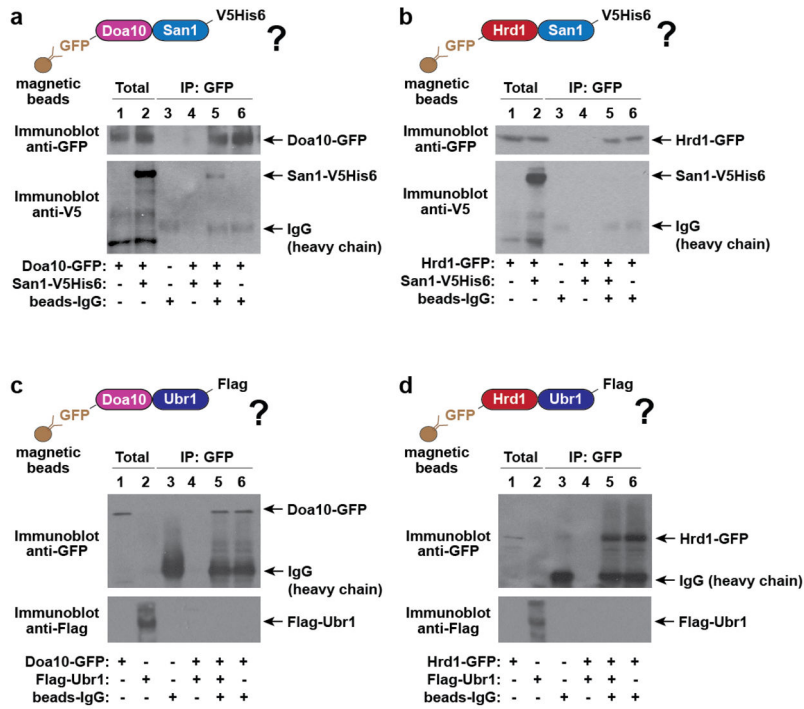 a
V5His6
GFP Doa10 San1 ?
magnetic
beads
Total IP: GFP
1 2 3 4 5 6
Immunoblot
anti-GFP
Doa10-GFP
San1-V5His6
Immunoblot
anti-V5
IgG
(heavy chain)
Doa10-GFP: + + - + + +
San1-V5His6: - + - + + -
beads-IgG: - - + - + +
b
V5His6
GFP Hrd1 San1 ?
magnetic
beads
Total IP: GFP
1 2 3 4 5 6
Immunoblot
anti-GFP
Hrd1-GFP
San1-V5His6
Immunoblot
anti-V5
IgG
(heavy chain)
Hrd1-GFP: + + - + + +
San1-V5His6: - + - + + -
beads-IgG: - - + - + +
c
Flag
GFP Doa10 Ubr1 ?
magnetic
beads
Total IP: GFP
1 2 3 4 5 6
Doa10-GFP
Immunoblot
anti-GFP
IgG
(heavy chain)
Immunoblot
anti-Flag
Flag-Ubr1
Doa10-GFP: + - - + + +
Flag-Ubr1: - + - + + -
beads-IgG: - - + - + +
d
Flag
GFP Hrd1 Ubr1 ?
magnetic
beads
Total IP: GFP
1 2 3 4 5 6
Immunoblot
anti-GFP
Hrd1-GFP
IgG (heavy chain)
Immunoblot
anti-Flag
Flag-Ubr1
Hrd1-GFP: + - - + + +
Flag-Ubr1: - + - + + -
beads-IgG: - - + - + +